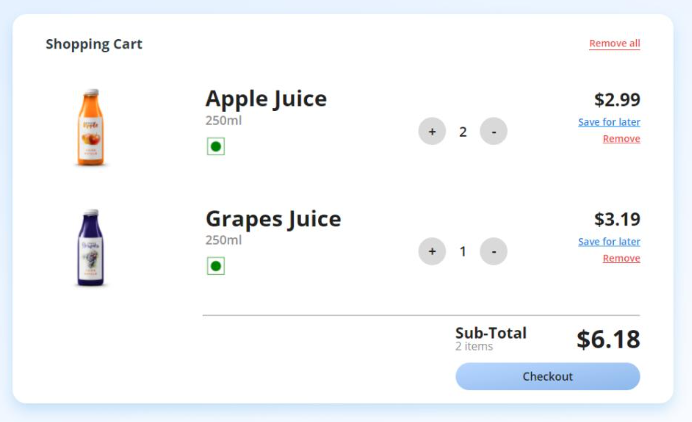 Shopping Cart
Remove all
Apple Juice
250ml
+ 2 -
$2.99
Save for later
Remove
Grapes Juice
250ml
+ 1 -
$3.19
Save for later
Remove
Sub-Total
2 items
$6.18
Checkout